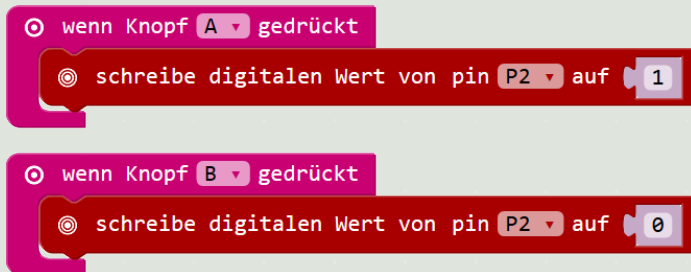 wenn Knopf A gedrückt
schreibe digitalen Wert von pin P2 auf 1
wenn Knopf B gedrückt
schreibe digitalen Wert von pin P2 auf 0